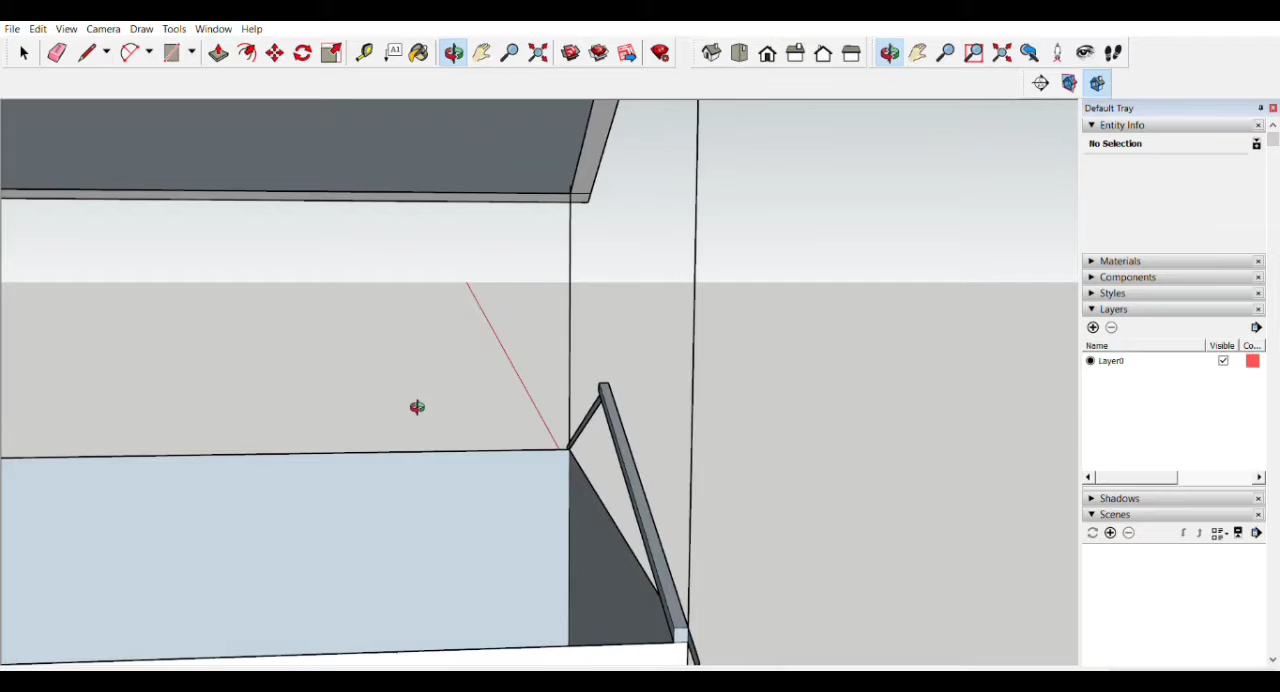 File Edit View Camera Draw Tools Window Help
A1
Default Tray
Entity Info
No Selection
Materials
Components
Styles
Layers
Name Visible Co...
Layer0
Shadows
Scenes